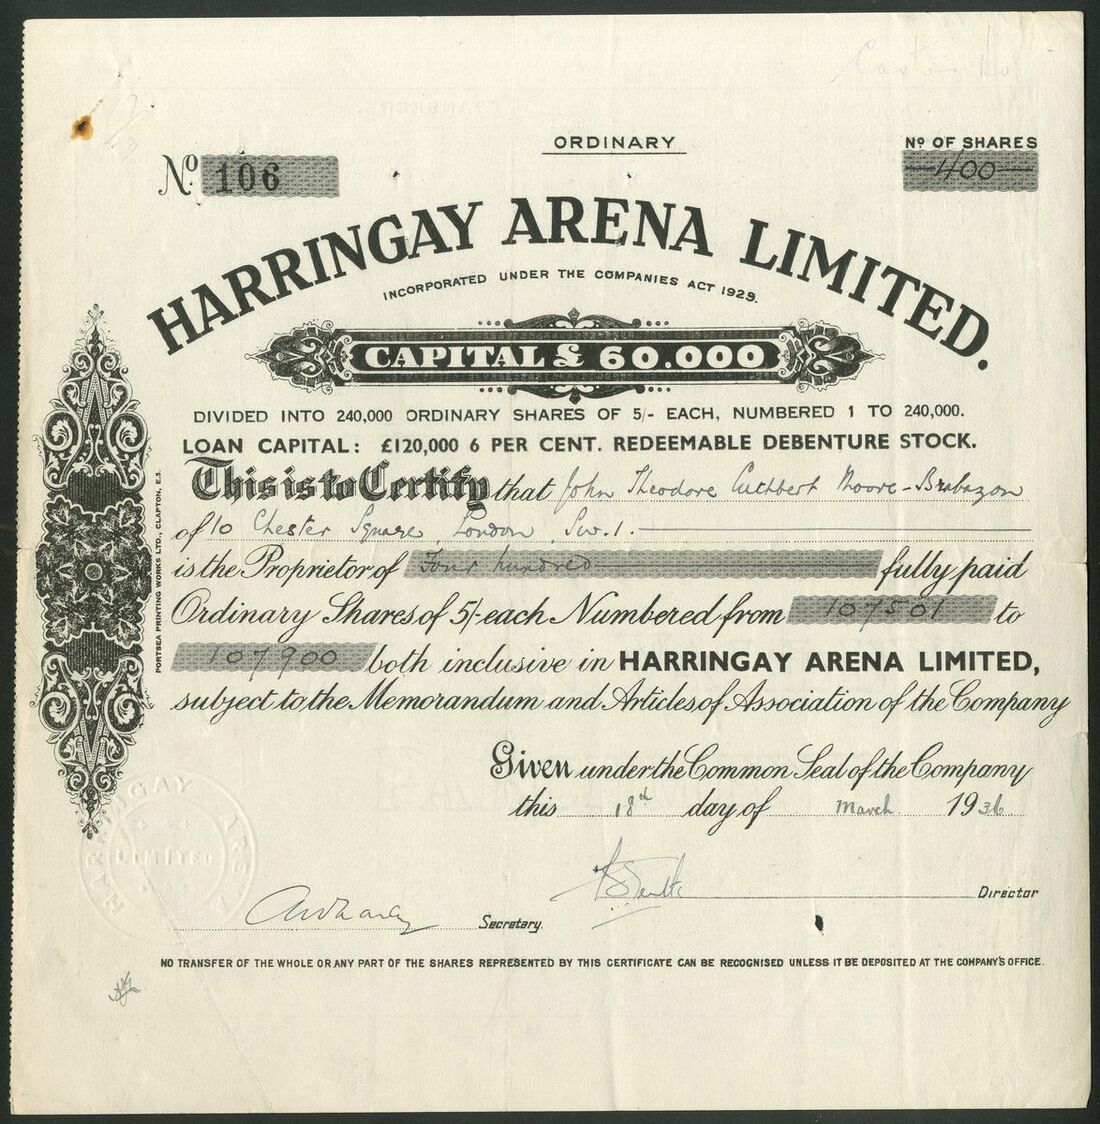 ORDINARY
Nº OF SHARES
400
Nº 106
HARRINGAY ARENA LIMITED.
INCORPORATED UNDER THE COMPANIES ACT 1929.
CAPITAL £ 60.000
DIVIDED INTO 240,000 ORDINARY SHARES OF 5/- EACH, NUMBERED 1 TO 240,000.
LOAN CAPITAL: £120,000 6 PER CENT. REDEEMABLE DEBENTURE STOCK.
This is to Certify that John Theodore Cuthbert Moore-Brabazon
of 10 Chester Square, London, S.W.1.
is the Proprietor of Four hundred fully paid
Ordinary Shares of 5/- each Numbered from 107501 to
107900 both inclusive in HARRINGAY ARENA LIMITED,
subject to the Memorandum and Articles of Association of the Company
Given under the Common Seal of the Company
this 18th day of March 1936
Director
Secretary.
NO TRANSFER OF THE WHOLE OR ANY PART OF THE SHARES REPRESENTED BY THIS CERTIFICATE CAN BE RECOGNISED UNLESS IT BE DEPOSITED AT THE COMPANY'S OFFICE.
PORTSEA PRINTING WORKS LTD., CLAPTON, E.5.
HARRINGAY ARENA
LIMITED